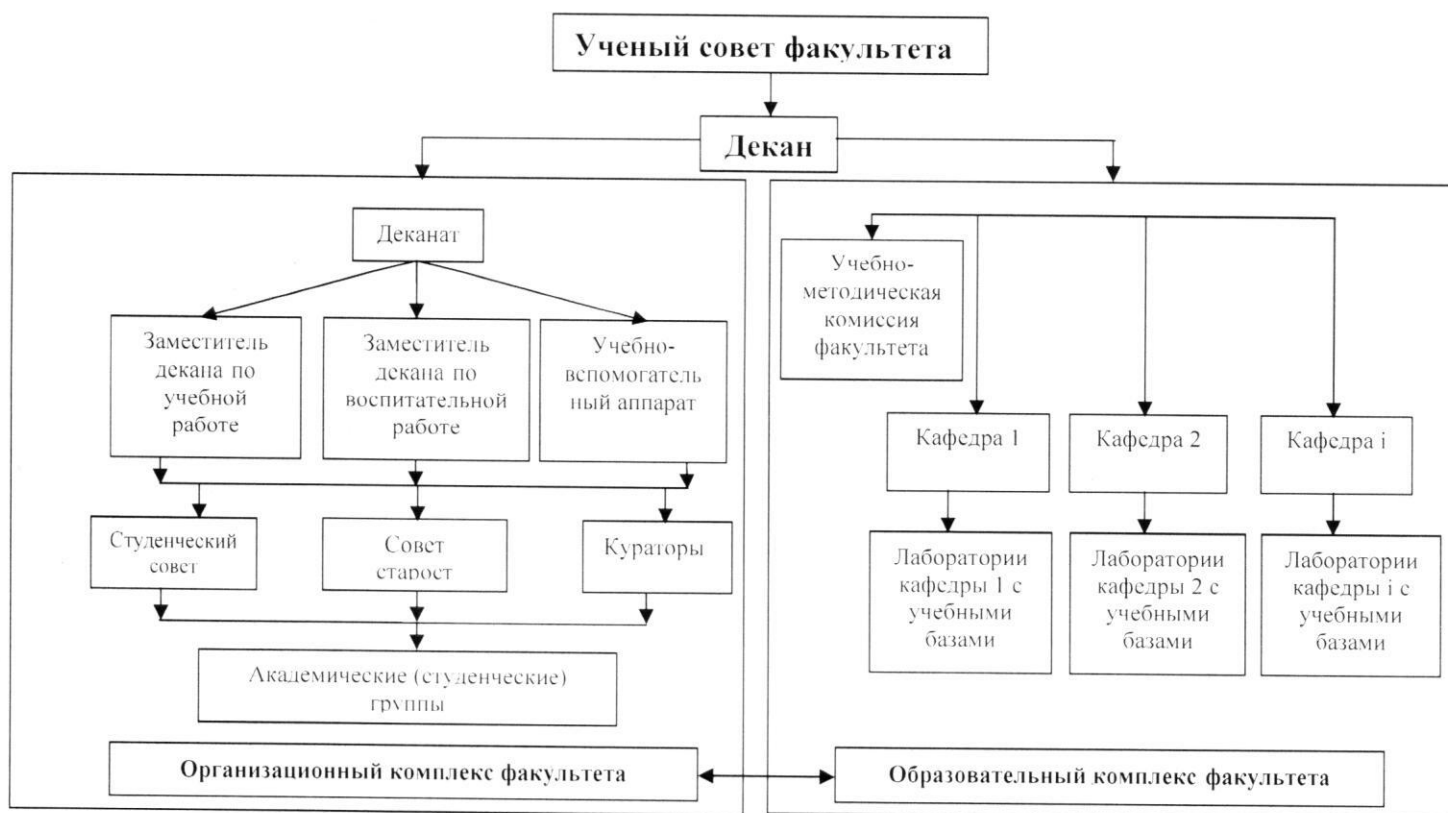 Ученый совет факультета
Декан
Деканат
Заместитель
декана по
учебной
работе
Заместитель
декана по
воспитательной
работе
Учебно-
вспомогатель
ный аппарат
Студенческий
совет
Совет
старост
Кураторы
Академические (студенческие)
группы
Организационный комплекс факультета
Учебно-
методическая
комиссия
факультета
Кафедра 1
Кафедра 2
Кафедра i
Лаборатории
кафедры 1 с
учебными
базами
Лаборатории
кафедры 2 с
учебными
базами
Лаборатории
кафедры i с
учебными
базами
Образовательный комплекс факультета